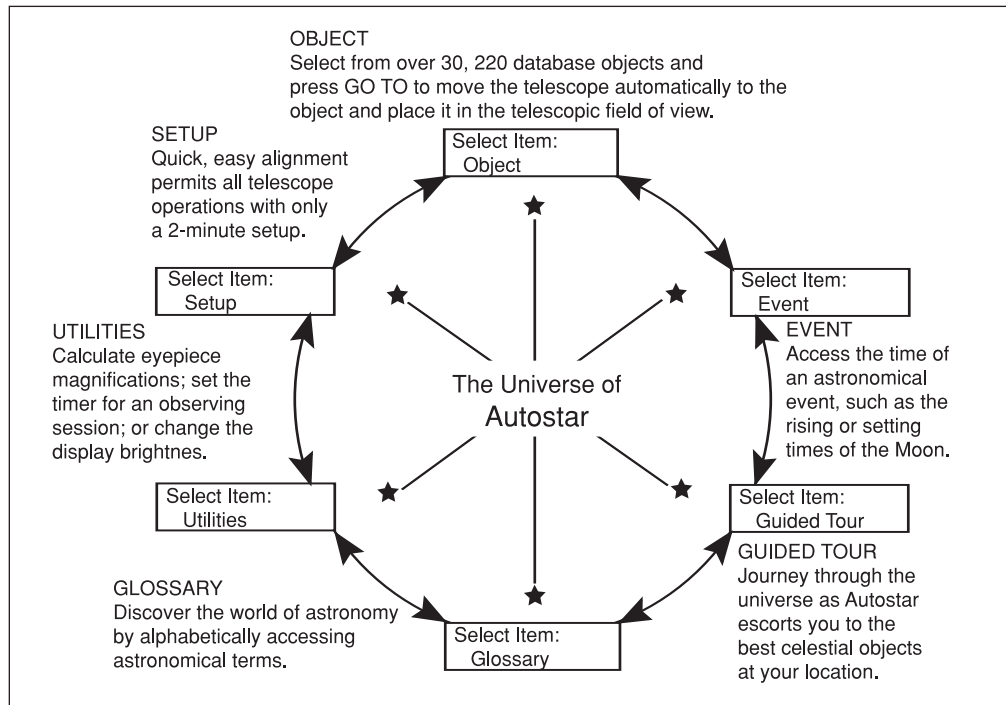 OBJECT
Select from over 30, 220 database objects and
press GO TO to move the telescope automatically to the
object and place it in the telescopic field of view.
Select Item:
Object
SETUP
Quick, easy alignment
permits all telescope
operations with only
a 2-minute setup.
Select Item:
Setup
Select Item:
Event
EVENT
Access the time of
an astronomical
event, such as the
rising or setting
times of the Moon.
UTILITIES
Calculate eyepiece
magnifications; set the
timer for an observing
session; or change the
display brightnes.
The Universe of
Autostar
Select Item:
Utilities
Select Item:
Guided Tour
GUIDED TOUR
Journey through the
universe as Autostar
escorts you to the
best celestial objects
at your location.
GLOSSARY
Discover the world of astronomy
by alphabetically accessing
astronomical terms.
Select Item:
Glossary